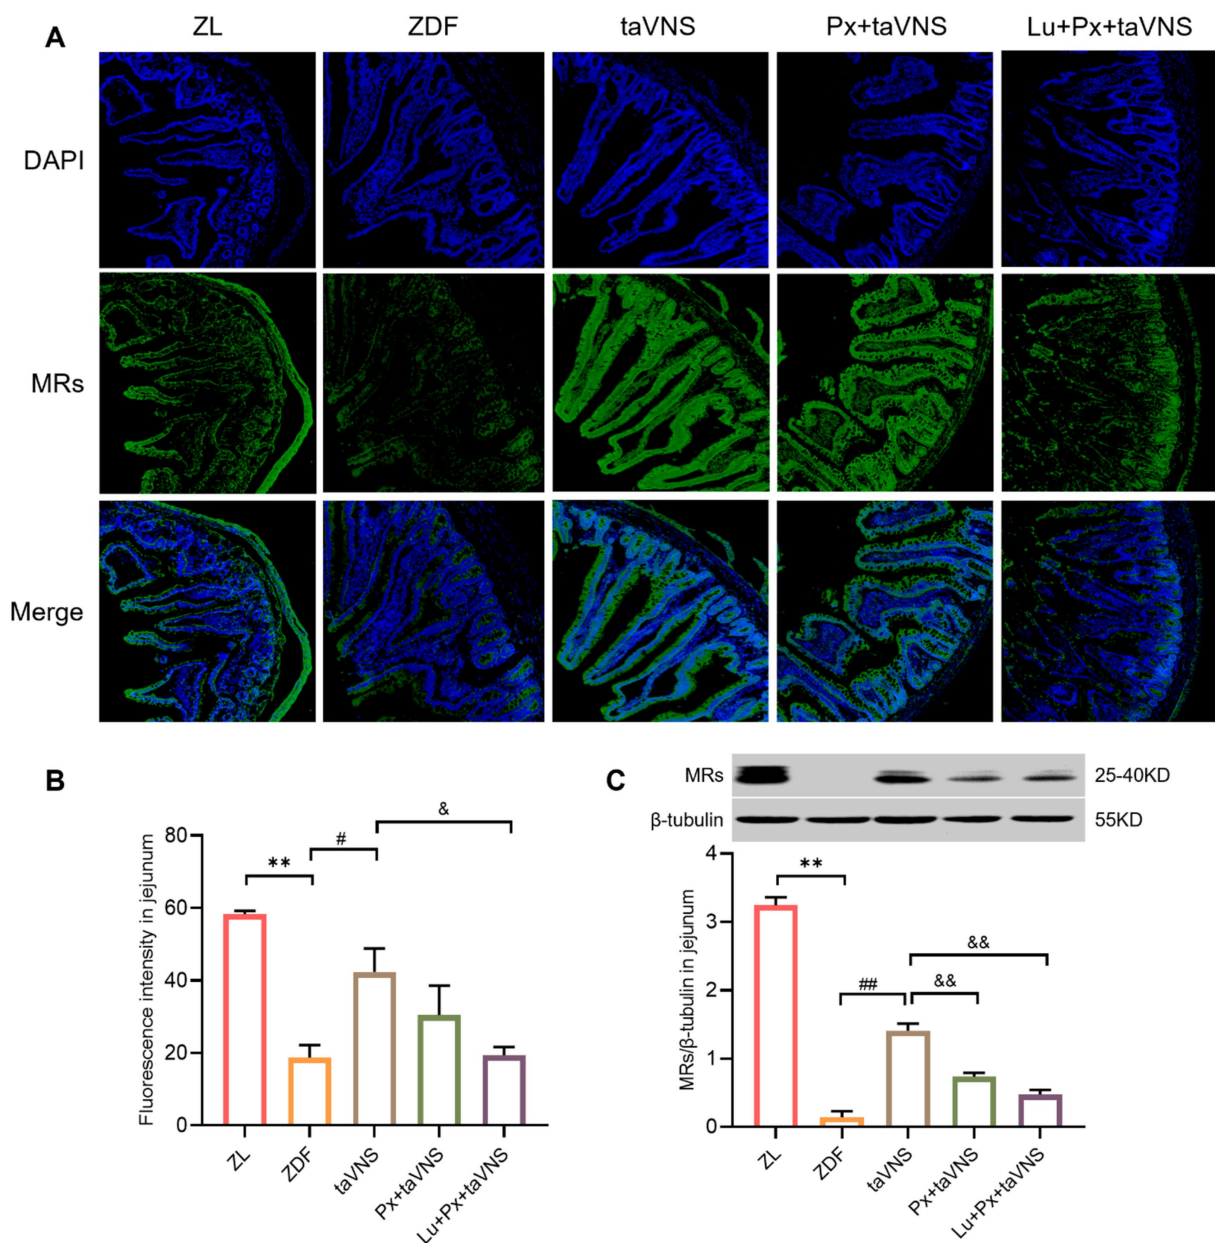 A
ZL
ZDF
taVNS
Px+taVNS
Lu+Px+taVNS
DAPI
MRs
Merge
B
&
#
**
Fluorescence intensity in jejunum
80
60
40
20
0
ZL
ZDF
taVNS
Px+taVNS
Lu+Px+taVNS
C
MRs
25-40KD
β-tubulin
55KD
**
&&
##
&&
MRs/β-tubulin in jejunum
4
3
2
1
0
ZL
ZDF
taVNS
Px+taVNS
Lu+Px+taVNS